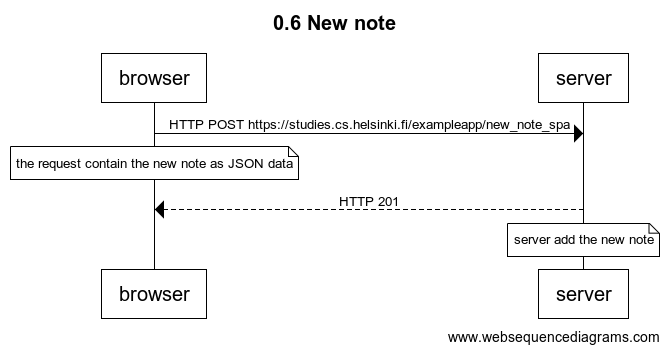 0.6 New note
browser server
HTTP POST https://studies.cs.helsinki.fi/exampleapp/new_note_spa
the request contain the new note as JSON data
HTTP 201
server add the new note
browser server
www.websequencediagrams.com